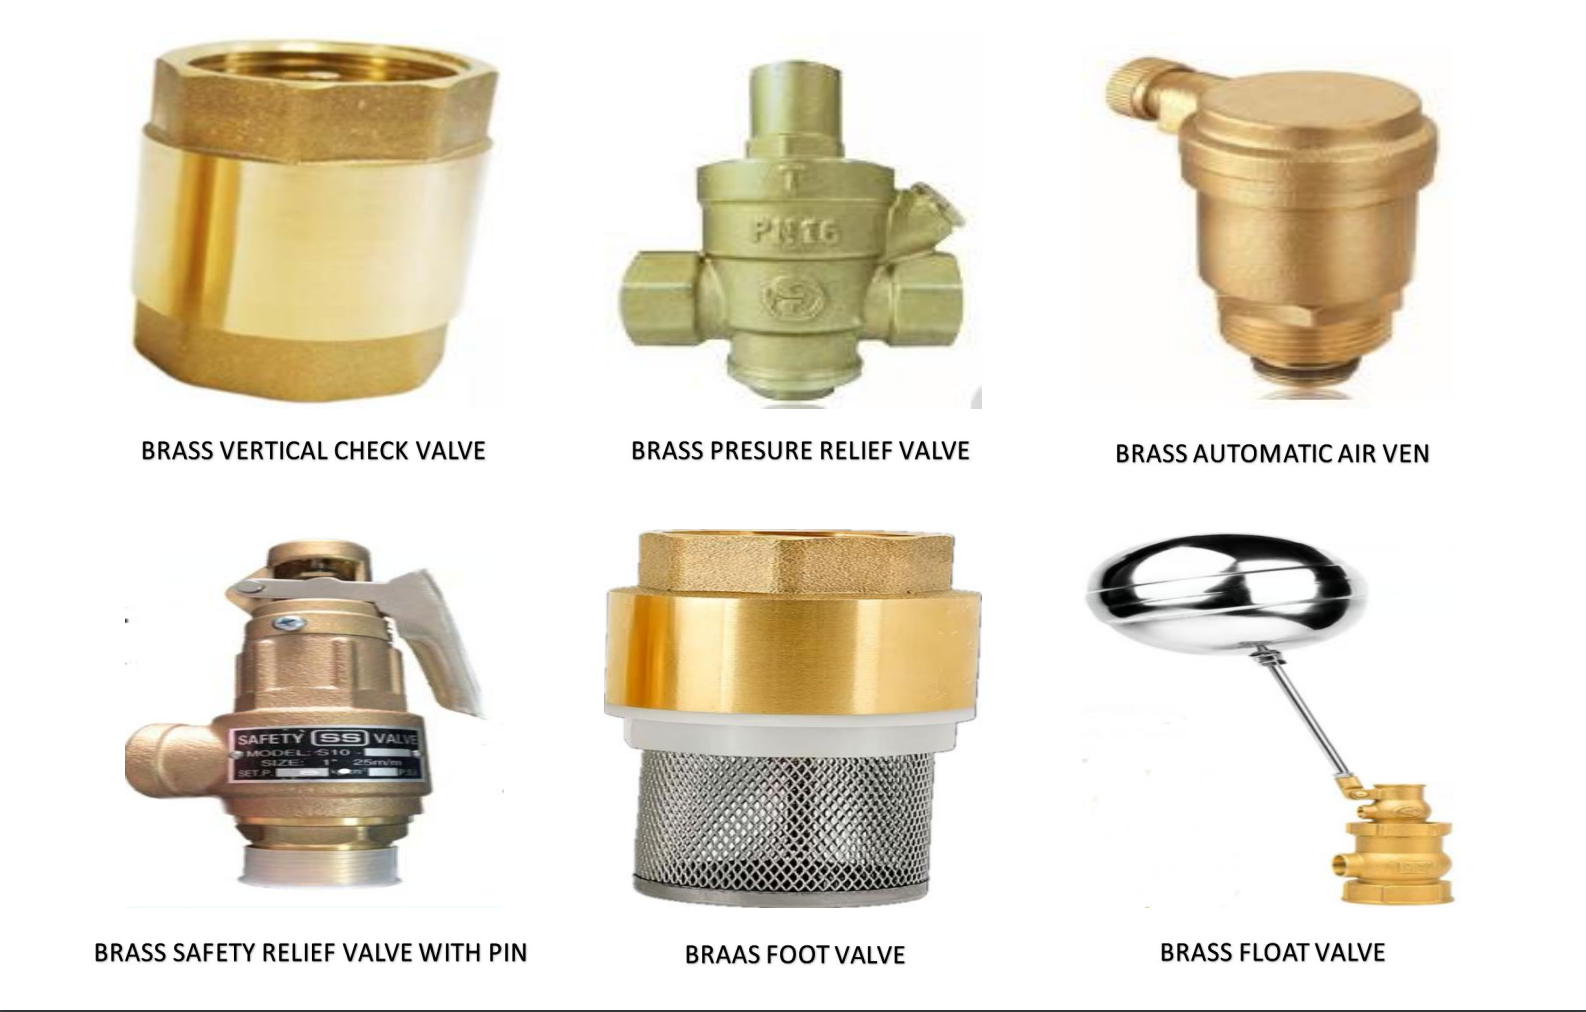 T
PN16
BRASS VERTICAL CHECK VALVE
BRASS PRESURE RELIEF VALVE
BRASS AUTOMATIC AIR VEN
SAFETY SS VALVE
MODEL: S10 -
SIZE: 1" 25m/m
SET.P.
BRASS SAFETY RELIEF VALVE WITH PIN
BRAAS FOOT VALVE
BRASS FLOAT VALVE